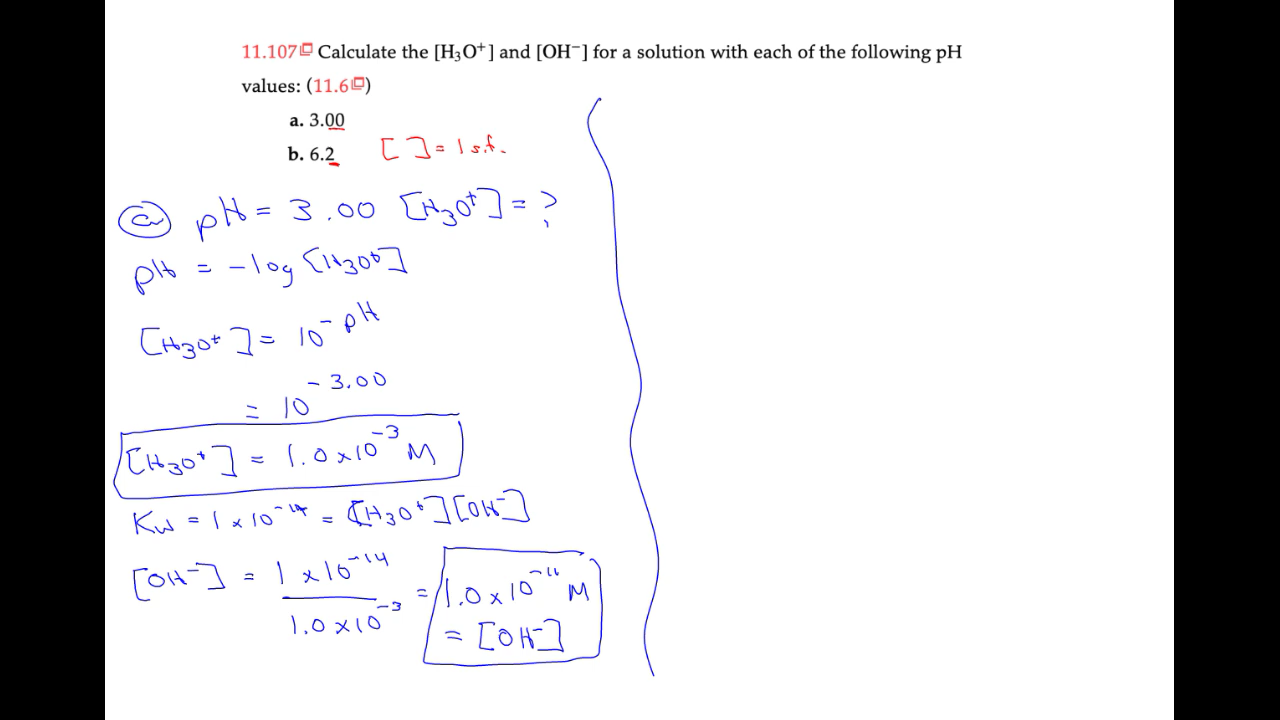 11.107 Calculate the [H₃O⁺] and [OH⁻] for a solution with each of the following pH
values: (11.6)
a. 3.00
b. 6.2 [ ] = 1 s.f.
ⓐ pH = 3.00 [H₃O⁺] = ?
pH = -log [H₃O⁺]
[H₃O⁺] = 10⁻ᵖᴴ
= 10⁻³·⁰⁰
[H₃O⁺] = 1.0 × 10⁻³ M
Kw = 1 × 10⁻¹⁴ = [H₃O⁺][OH⁻]
[OH⁻] = 1 × 10⁻¹⁴ / 1.0 × 10⁻³ = 1.0 × 10⁻¹¹ M
= [OH⁻]